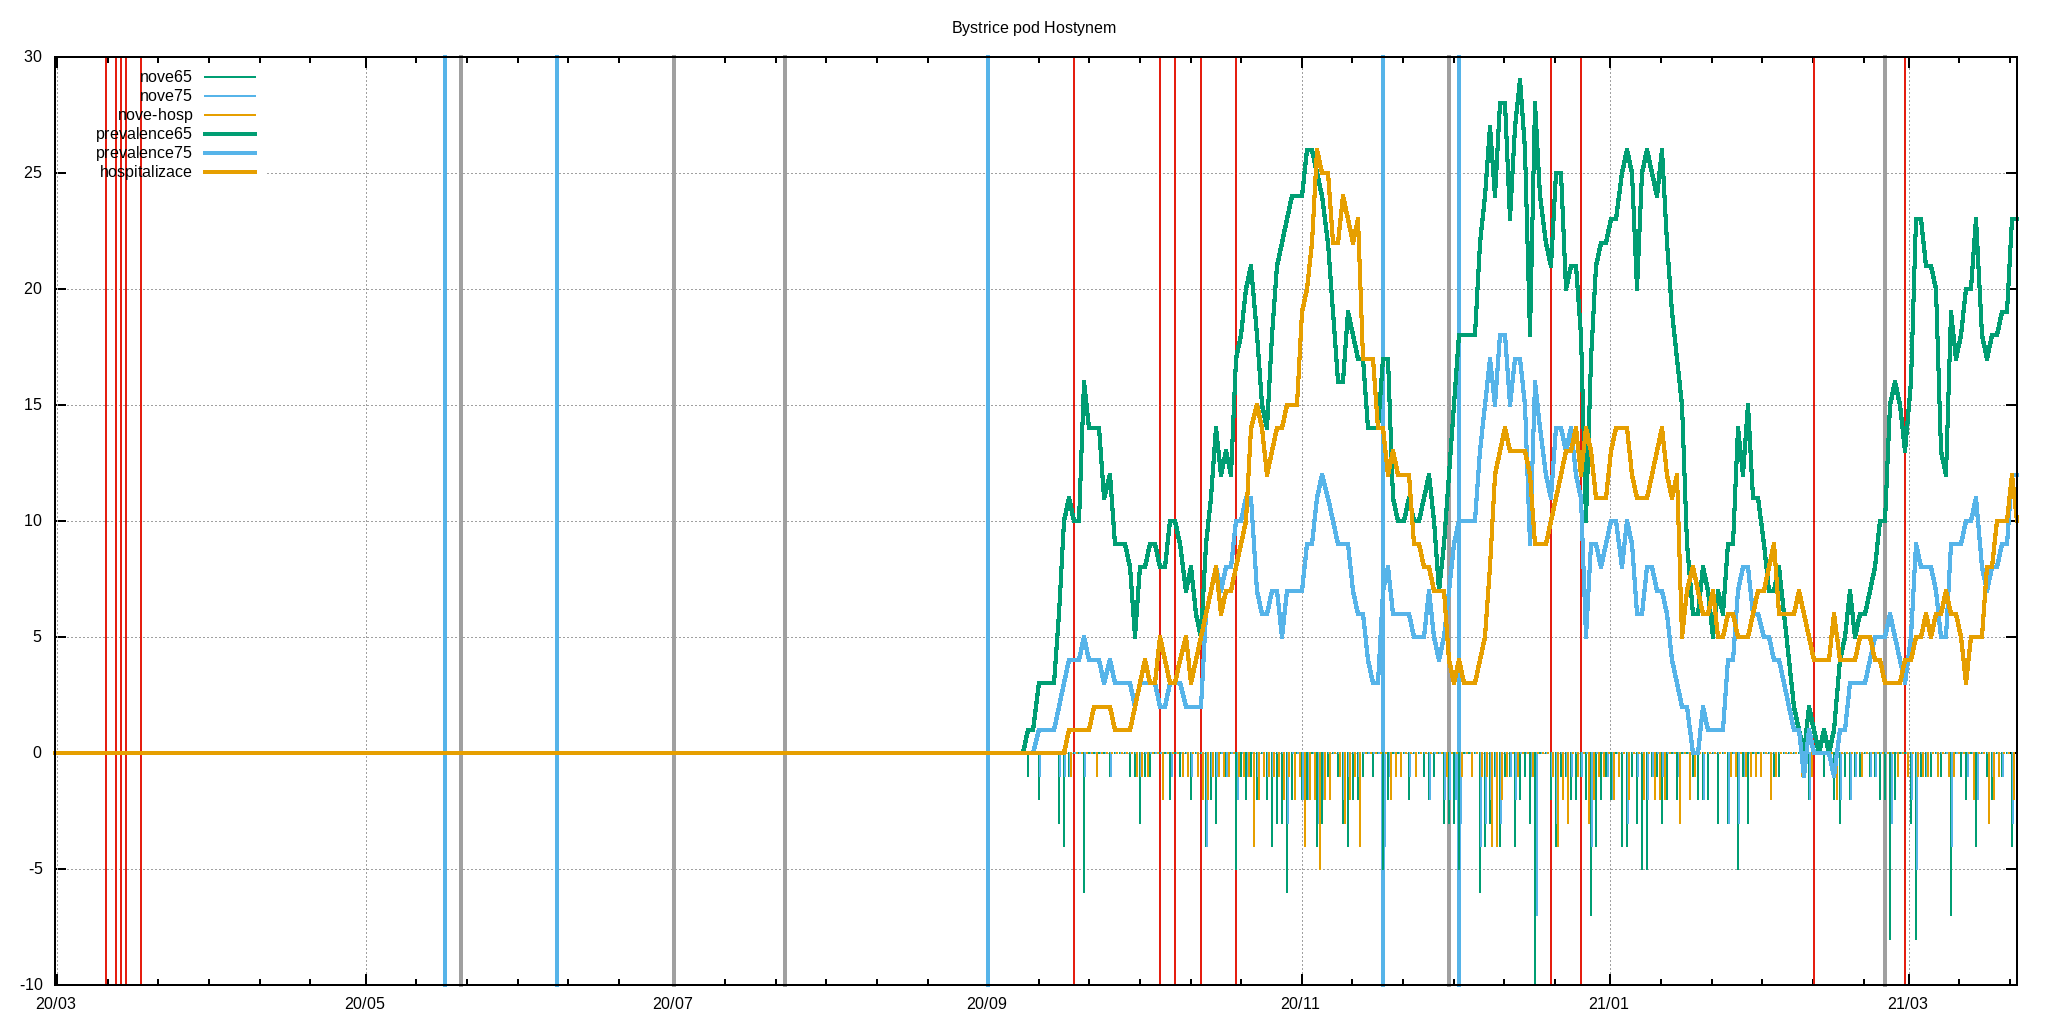 Bystrice pod Hostynem
30
25
20
15
10
5
0
-5
-10
nove65
nove75
nove-hosp
prevalence65
prevalence75
hospitalizace
20/03 20/05 20/07 20/09 20/11 21/01 21/03